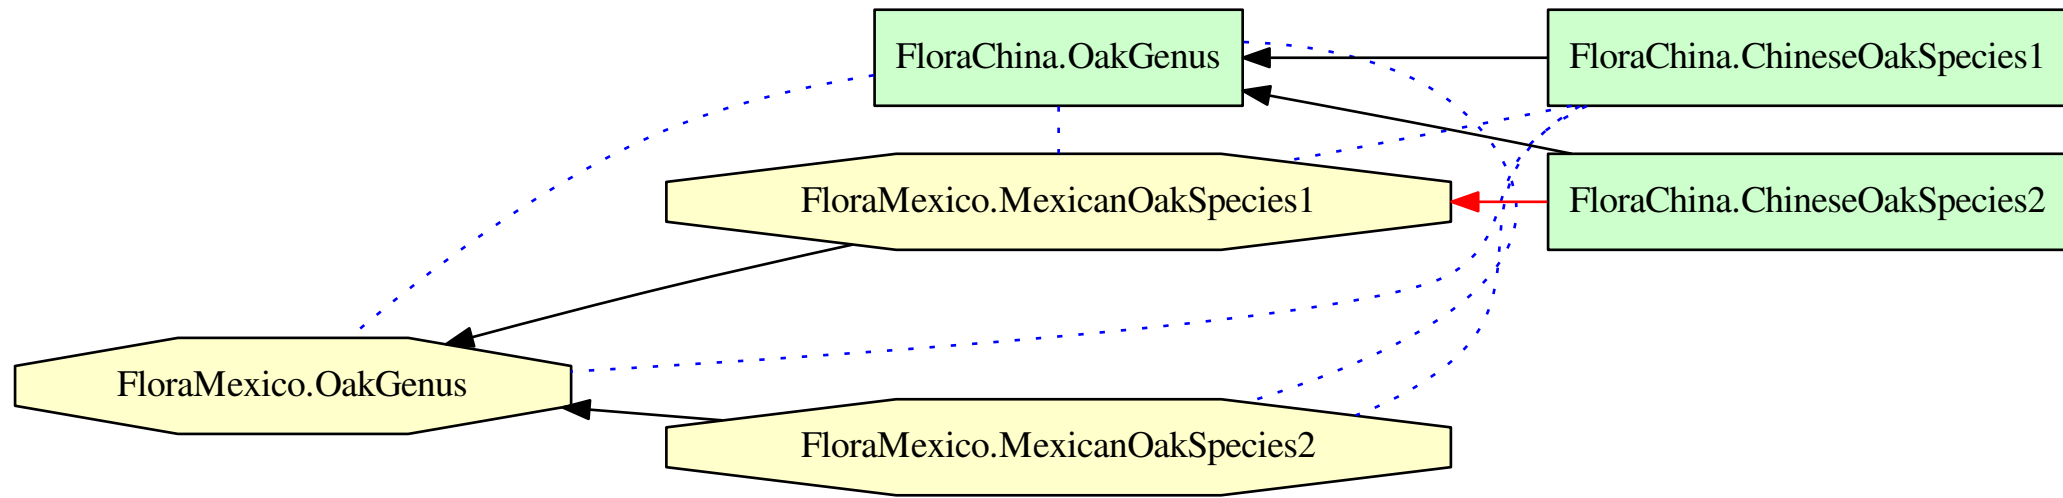 FloraChina.OakGenus
FloraChina.ChineseOakSpecies1
FloraMexico.MexicanOakSpecies1
FloraChina.ChineseOakSpecies2
FloraMexico.OakGenus
FloraMexico.MexicanOakSpecies2